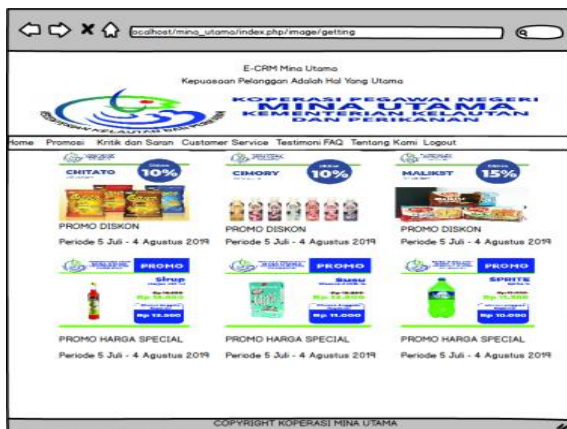 ocalhost/mina_utama/index.php/image/getting
E-CRM Mina Utama
Kepuasaan Pelanggan Adalah Hal Yang Utama
KOPERASI PEGAWAI NEGERI
MINA UTAMA
KEMENTERIAN KELAUTAN
DAN PERIKANAN
Home Promosi Kritik dan Saran Customer Service Testimoni FAQ Tentang Kami Logout
CHITATO 10%
CIMORY 10%
MALKIST 15%
PROMO DISKON
PROMO DISKON
PROMO DISKON
Periode 5 Juli - 4 Agustus 2019
Periode 5 Juli - 4 Agustus 2019
Periode 5 Juli - 4 Agustus 2019
PROMO
PROMO
PROMO
Sirup
Susu
SPRITE
Rp 11.000
Rp 10.000
PROMO HARGA SPECIAL
PROMO HARGA SPECIAL
PROMO HARGA SPECIAL
Periode 5 Juli - 4 Agustus 2019
Periode 5 Juli - 4 Agustus 2019
Periode 5 Juli - 4 Agustus 2019
COPYRIGHT KOPERASI MINA UTAMA